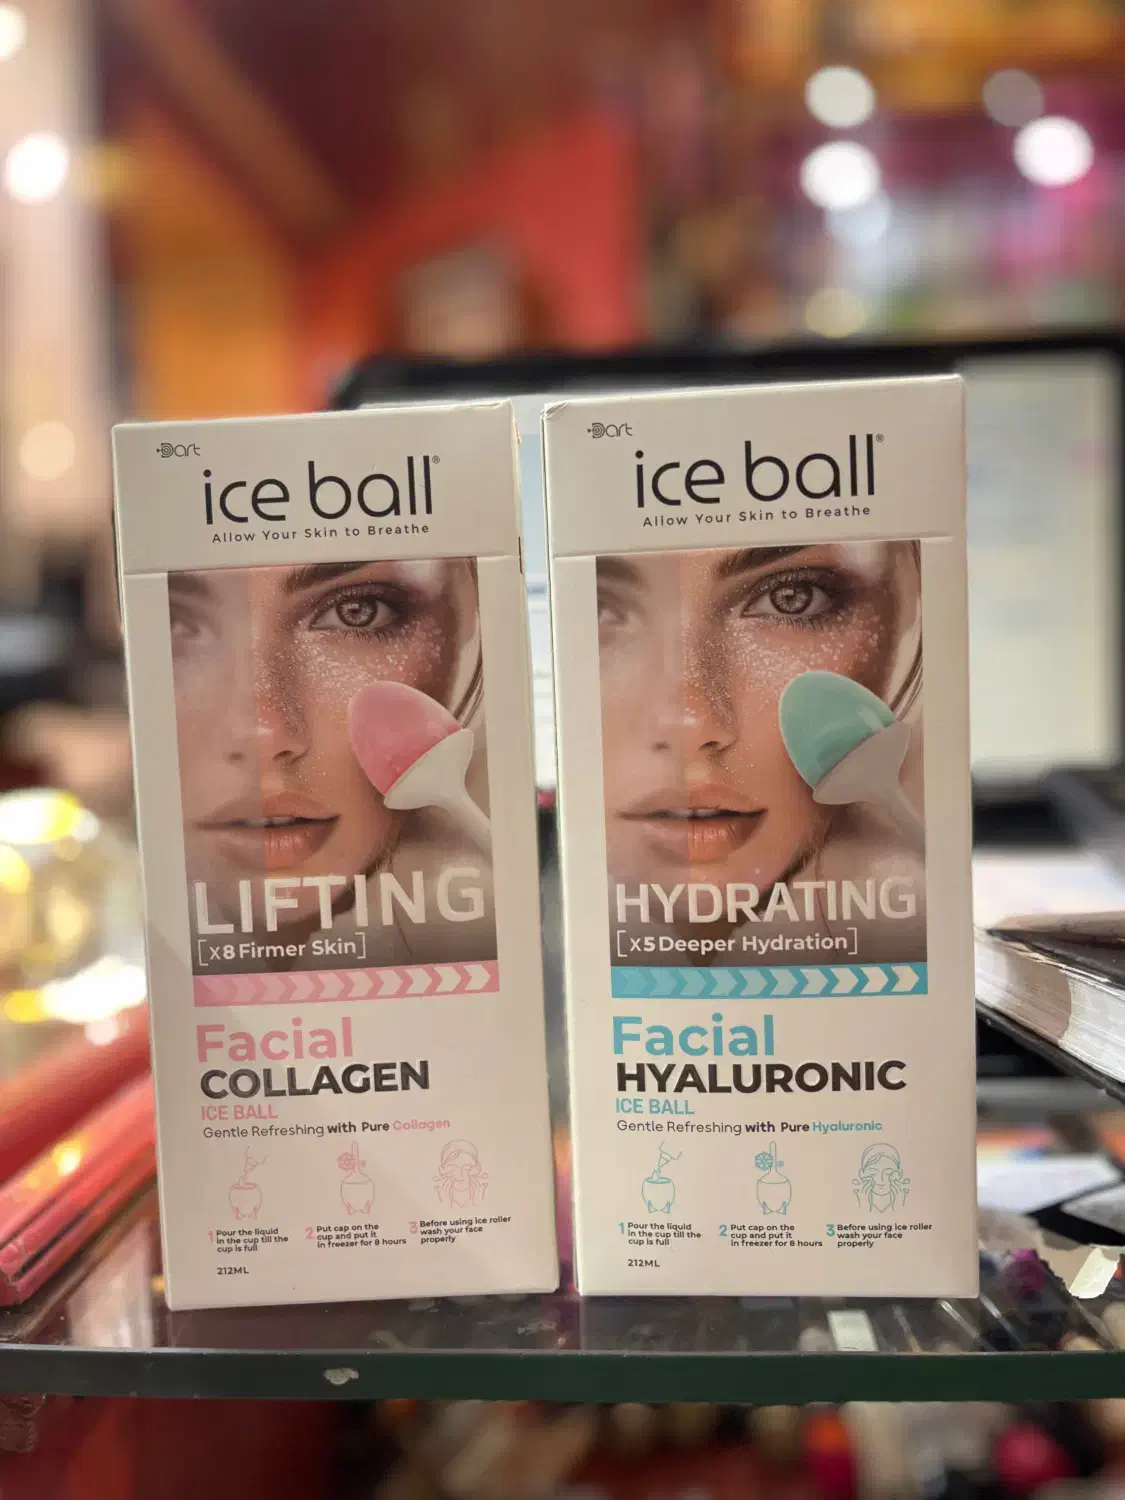 Dart
ice ball®
Allow Your Skin to Breathe
LIFTING
[x8 Firmer Skin]
Facial
COLLAGEN
ICE BALL
Gentle Refreshing with Pure Collagen
1 Pour the liquid
in the cup till the
cup is full
2 Put cap on the
cup and put it
in freezer for 8 hours
3 Before using ice roller
wash your face
properly
212ML
Dart
ice ball®
Allow Your Skin to Breathe
HYDRATING
[x5 Deeper Hydration]
Facial
HYALURONIC
ICE BALL
Gentle Refreshing with Pure Hyaluronic
1 Pour the liquid
in the cup till the
cup is full
2 Put cap on the
cup and put it
in freezer for 8 hours
3 Before using ice roller
wash your face
properly
212ML